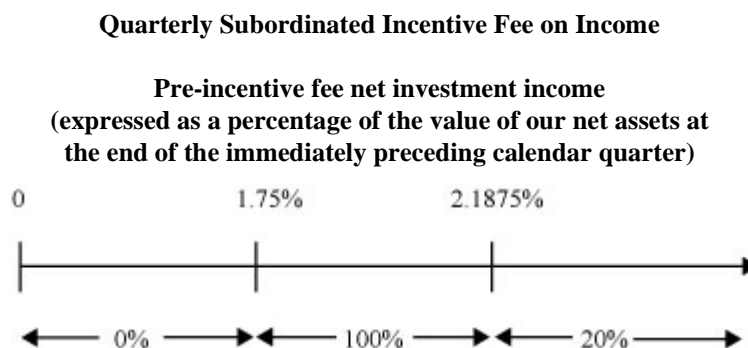 Quarterly Subordinated Incentive Fee on Income
Pre-incentive fee net investment income
(expressed as a percentage of the value of our net assets at
the end of the immediately preceding calendar quarter)
0 1.75% 2.1875%
0% 100% 20%